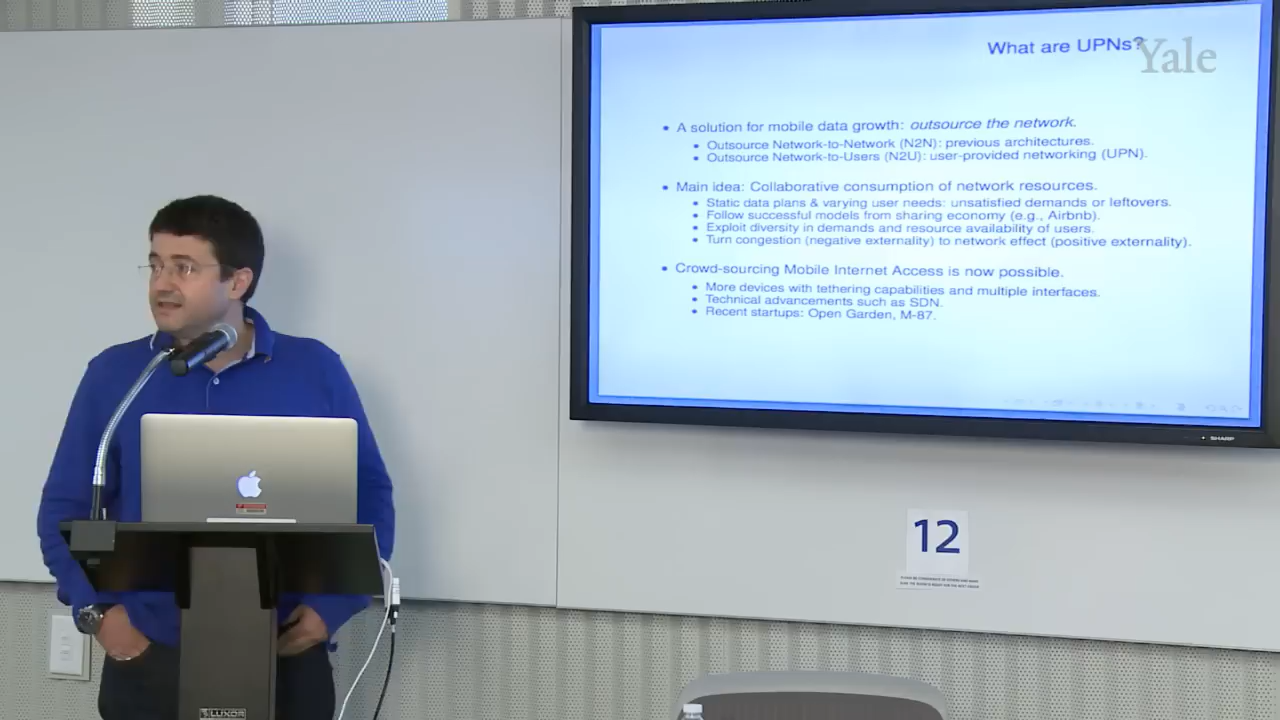 What are UPNs?
Yale
• A solution for mobile data growth: outsource the network.
• Outsource Network-to-Network (N2N): previous architectures.
• Outsource Network-to-Users (N2U): user-provided networking (UPN).
• Main idea: Collaborative consumption of network resources.
• Static data plans & varying user needs: unsatisfied demands or leftovers.
• Follow successful models from sharing economy (e.g., Airbnb).
• Exploit diversity in demands and resource availability of users.
• Turn congestion (negative externality) to network effect (positive externality).
• Crowd-sourcing Mobile Internet Access is now possible.
• More devices with tethering capabilities and multiple interfaces.
• Technical advancements such as SDN.
• Recent startups: Open Garden, M-87.
SHARP
12
LUXOR